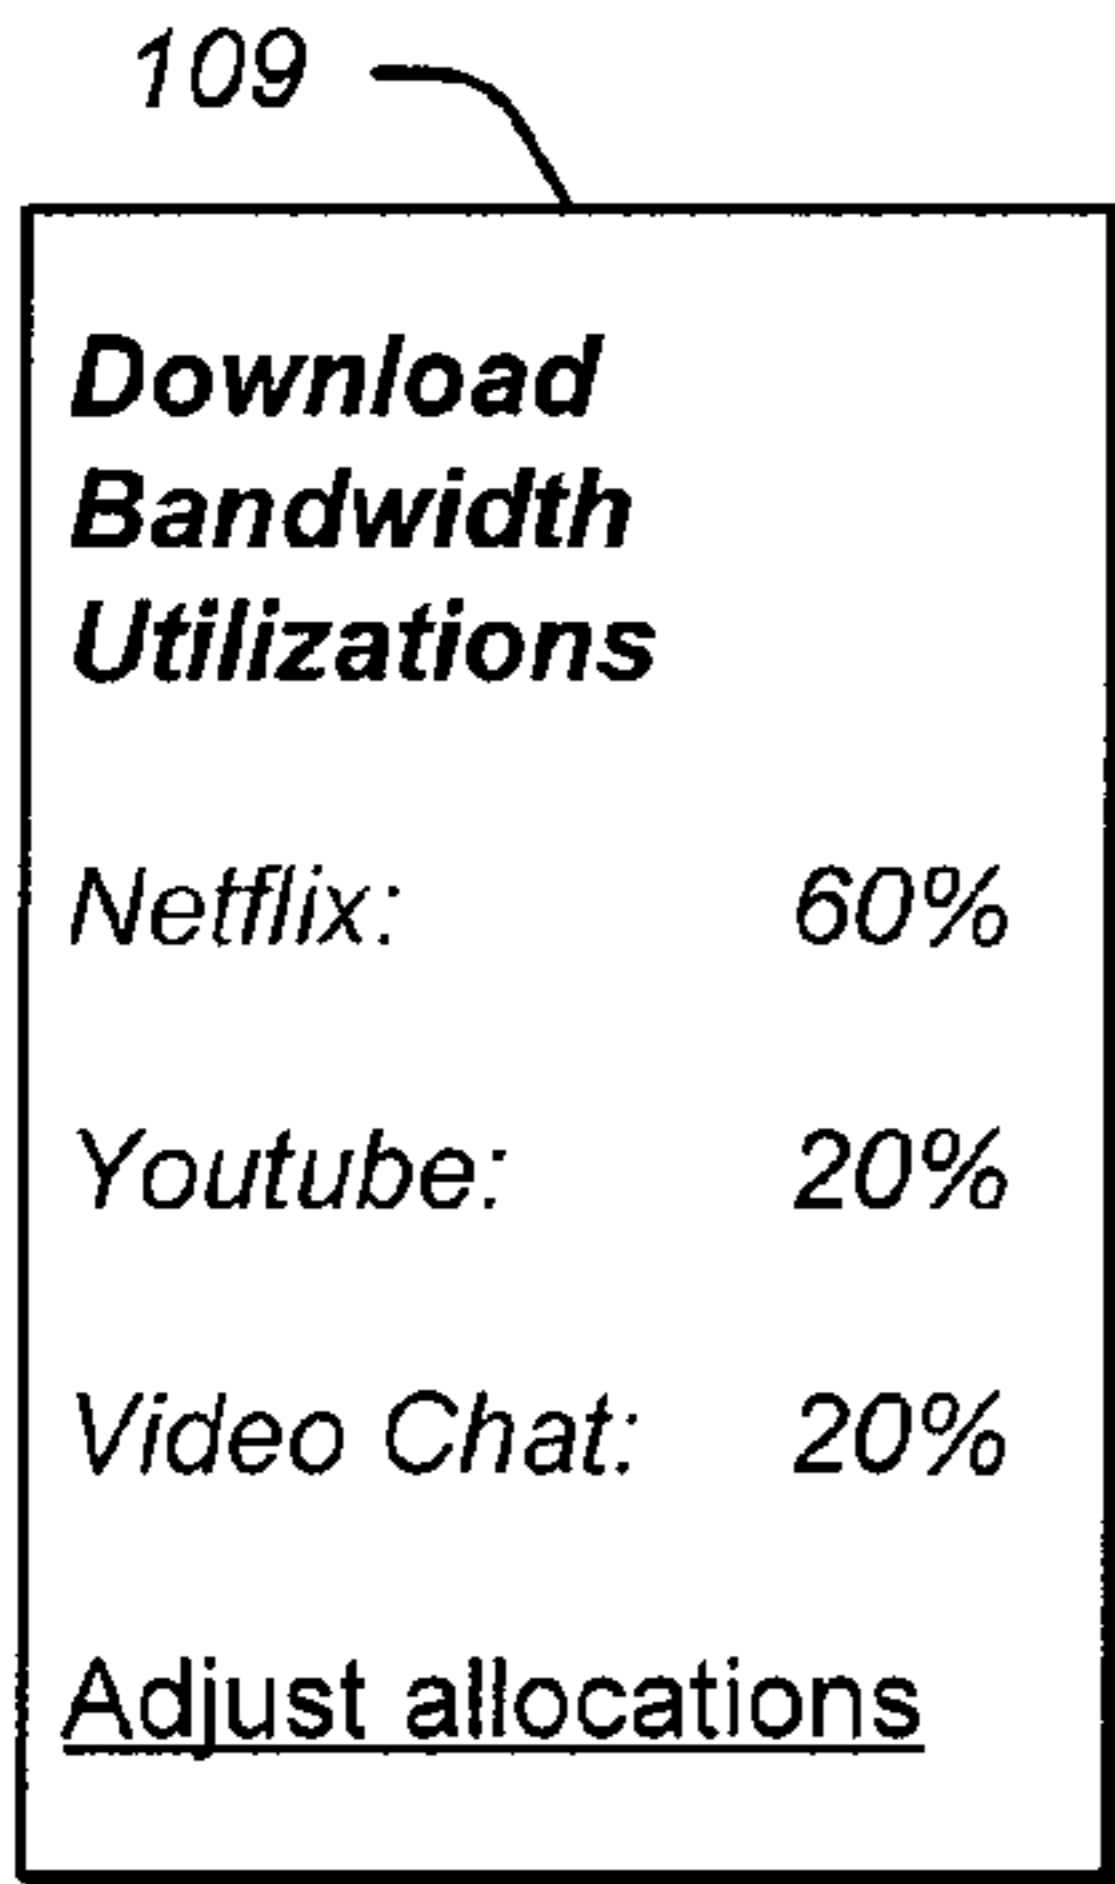 109
Download
Bandwidth
Utilizations
Netflix: 60%
Youtube: 20%
Video Chat: 20%
Adjust allocations